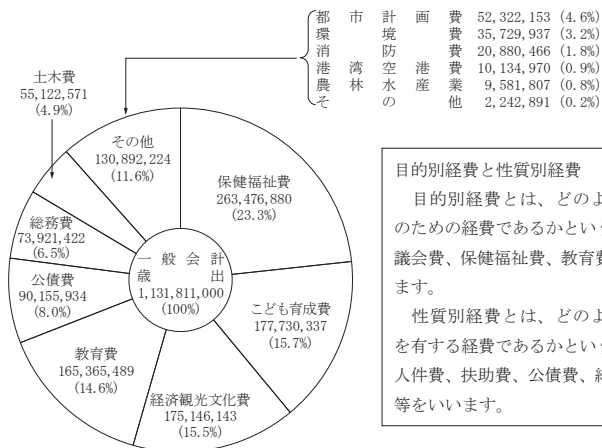 都市計画費 52,322,153 (4.6%)
環境費 35,729,937 (3.2%)
消防費 20,880,466 (1.8%)
港湾空港費 10,134,970 (0.9%)
農林水産業 9,581,807 (0.8%)
その他 2,242,891 (0.2%)
土木費
55,122,571
(4.9%)
その他
130,892,224
(11.6%)
保健福祉費
263,476,880
(23.3%)
総務費
73,921,422
(6.5%)
一般会計
歳出
1,131,811,000
(100%)
公債費
90,155,934
(8.0%)
こども育成費
177,730,337
(15.7%)
教育費
165,365,489
(14.6%)
経済観光文化費
175,146,143
(15.5%)
目的別経費と性質別経費
目的別経費とは、どのよ
のための経費であるかとい
議会費、保健福祉費、教育費
ます。
性質別経費とは、どのよ
を有する経費であるかとい
人件費、扶助費、公債費、
等をいいます。